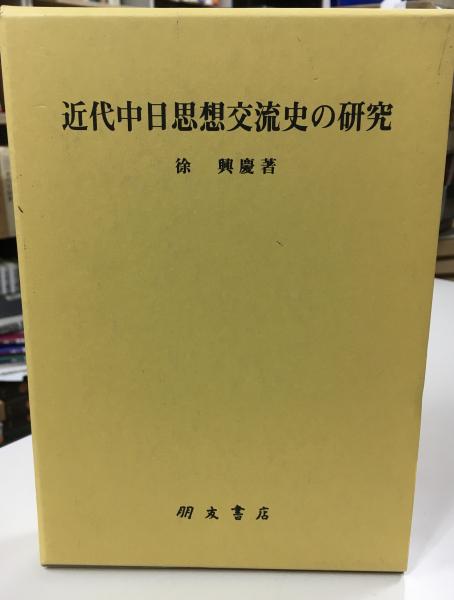 近代中日思想交流史の研究
徐 興慶著
朋友書店